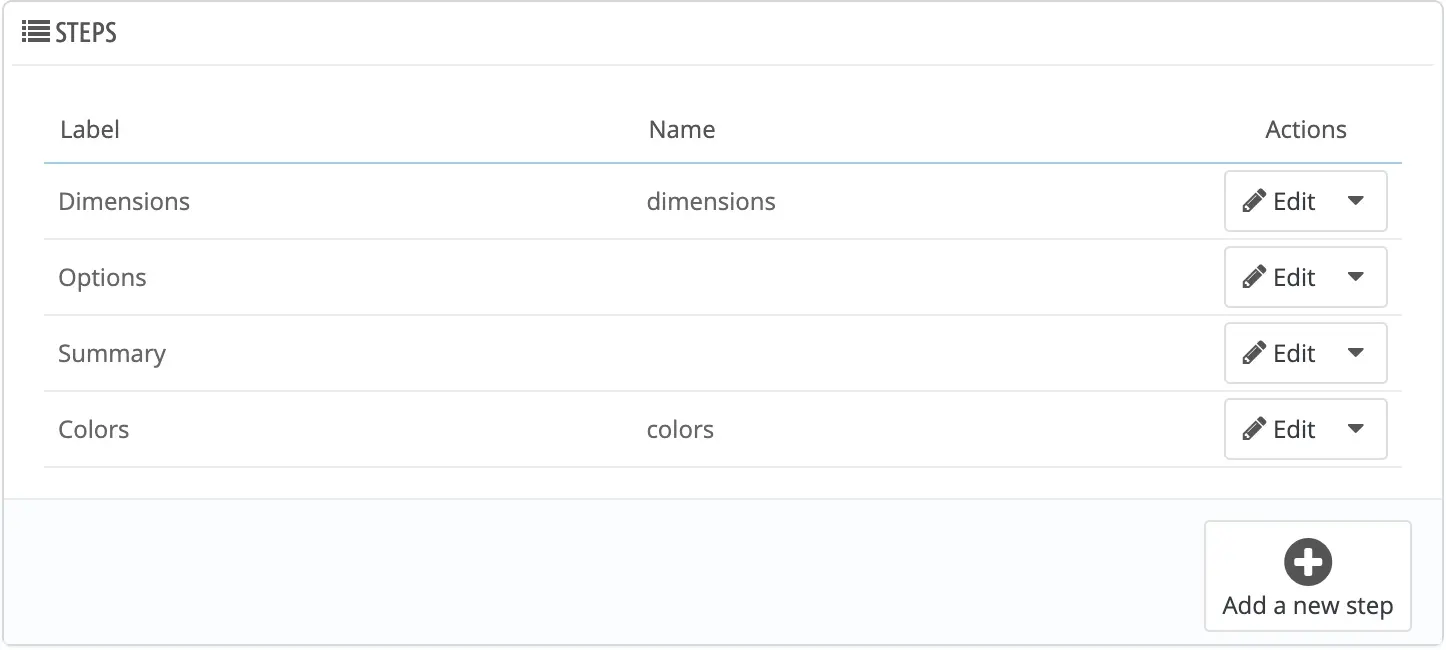 STEPS
Label Name Actions
Dimensions dimensions Edit
Options Edit
Summary Edit
Colors colors Edit
Add a new step